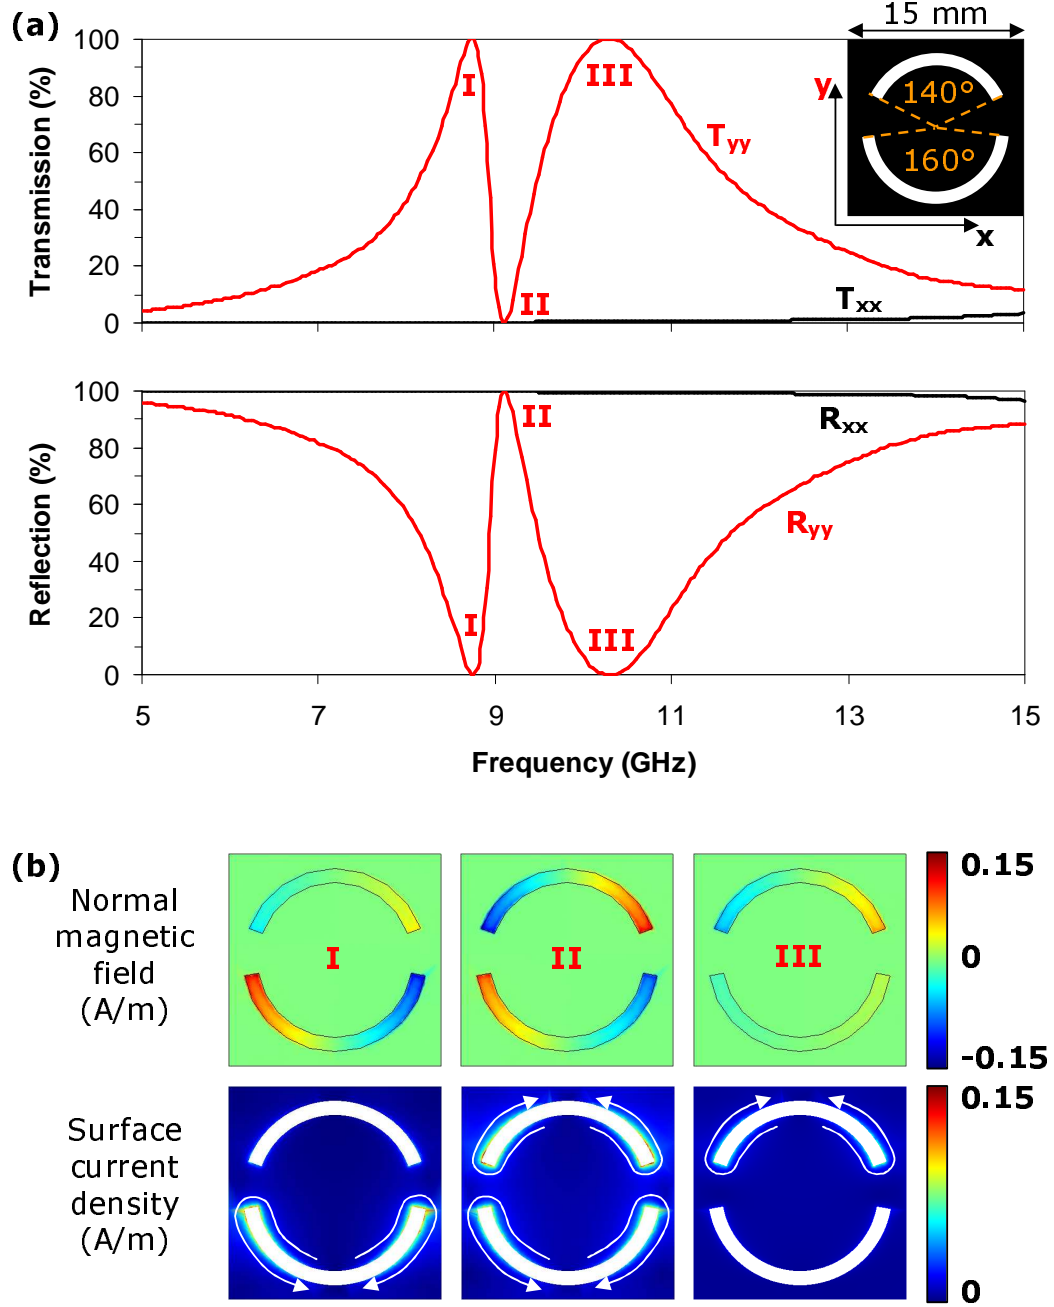 (a)
15 mm
Transmission (%)
100
80
60
40
20
0
I
III
II
Tyy
Txx
y
x
140°
160°
Reflection (%)
100
80
60
40
20
0
II
I
III
Rxx
Ryy
5
7
9
11
13
15
Frequency (GHz)
(b)
Normal
magnetic
field
(A/m)
I
II
III
0.15
0
-0.15
Surface
current
density
(A/m)
0.15
0